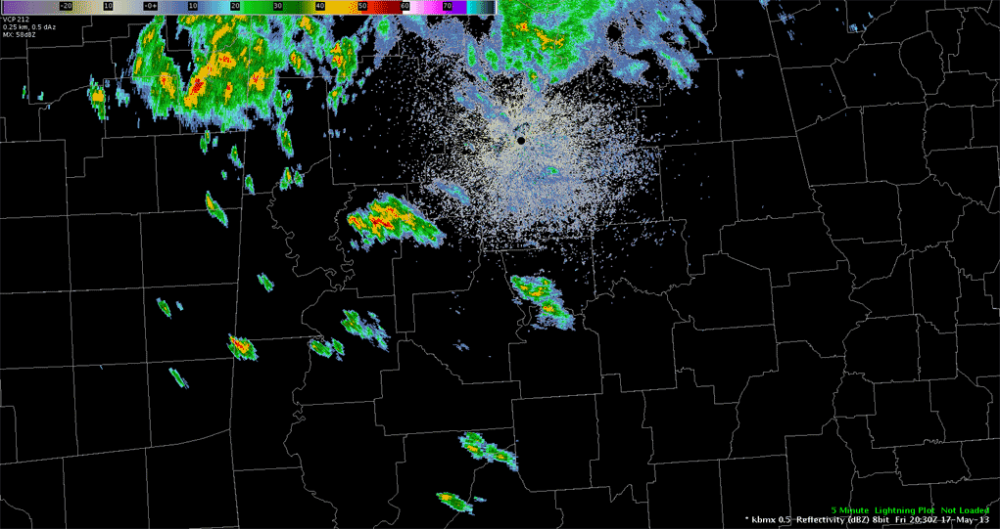 -20 10 -0+ 10 20 30 40 50 60 70 80
VCP 212
0.25 km, 0.5 dAz
MX: 58dBZ
5 Minute Lightning Plot Not Loaded
* kbmx 0.5 Reflectivity (dBZ) 8bit Fri 20:30Z 17-May-13